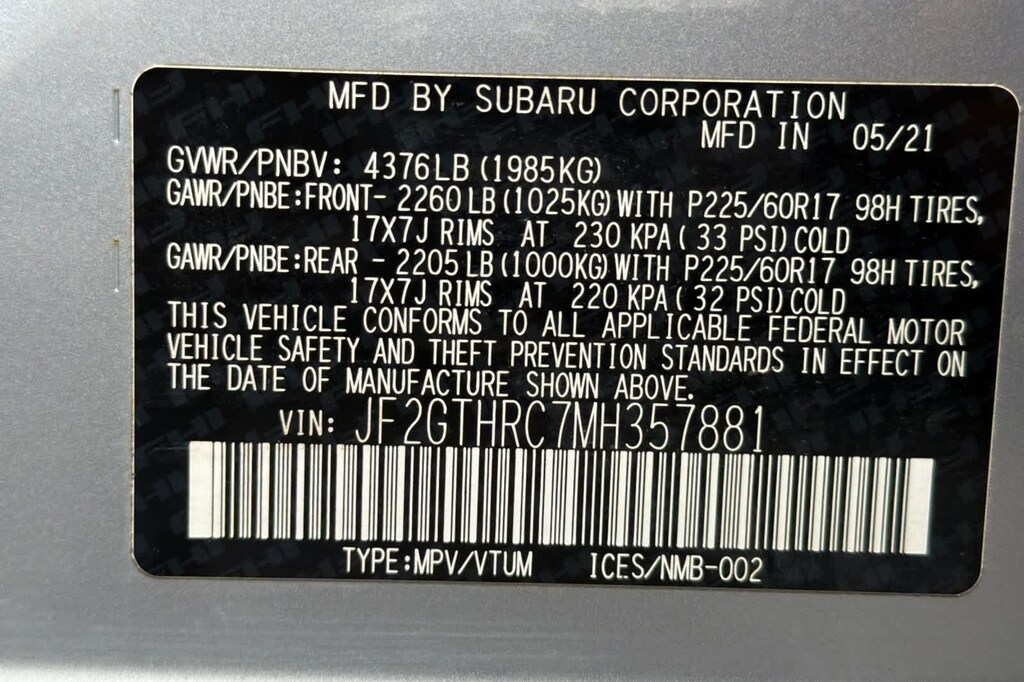 MFD BY SUBARU CORPORATION
MFD IN 05/21
GVWR/PNBV: 4376LB (1985KG)
GAWR/PNBE:FRONT- 2260 LB (1025KG) WITH P225/60R17 98H TIRES,
17X7J RIMS AT 230 KPA ( 33 PSI) COLD
GAWR/PNBE:REAR - 2205 LB (1000KG) WITH P225/60R17 98H TIRES,
17X7J RIMS AT 220 KPA ( 32 PSI) COLD
THIS VEHICLE CONFORMS TO ALL APPLICABLE FEDERAL MOTOR
VEHICLE SAFETY AND THEFT PREVENTION STANDARDS IN EFFECT ON
THE DATE OF MANUFACTURE SHOWN ABOVE.
VIN: JF2GTHRC7MH357881
TYPE:MPV/VTUM ICES/NMB-002